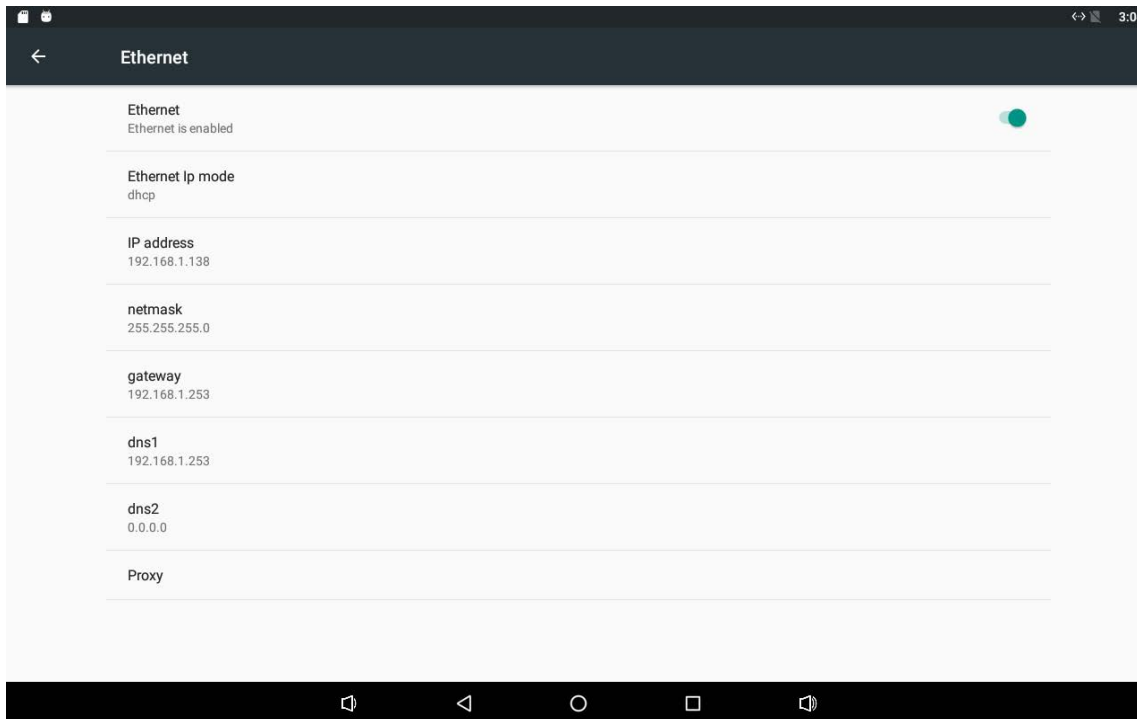 3:0
Ethernet
Ethernet
Ethernet is enabled
Ethernet Ip mode
dhcp
IP address
192.168.1.138
netmask
255.255.255.0
gateway
192.168.1.253
dns1
192.168.1.253
dns2
0.0.0.0
Proxy